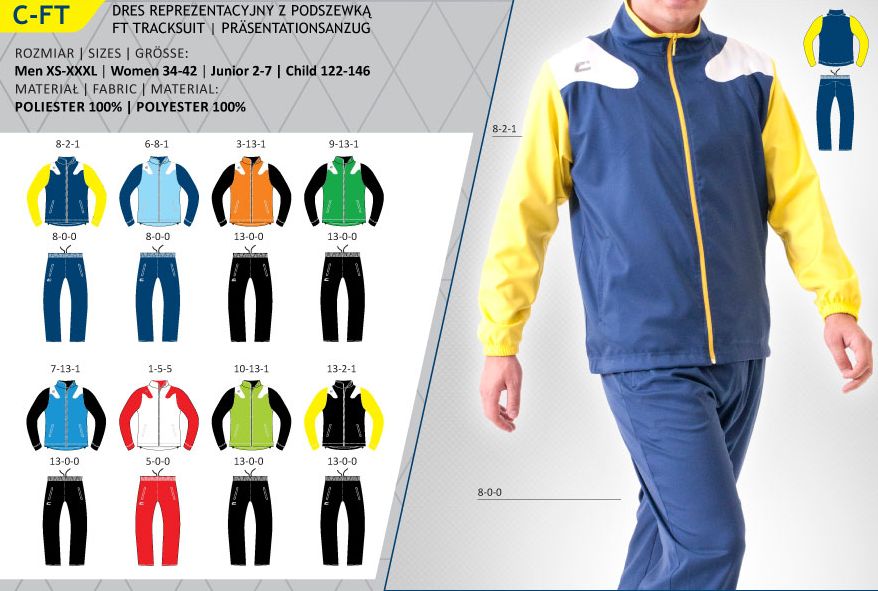 C-FT
DRES REPREZENTACYJNY Z PODSZEWKĄ
FT TRACKSUIT | PRÄSENTATIONSANZUG
ROZMIAR | SIZES | GRÖSSE:
Men XS-XXXL | Women 34-42 | Junior 2-7 | Child 122-146
MATERIAŁ | FABRIC | MATERIAL:
POLIESTER 100% | POLYESTER 100%
8-2-1 6-8-1 3-13-1 9-13-1
8-0-0 8-0-0 13-0-0 13-0-0
7-13-1 1-5-5 10-13-1 13-2-1
13-0-0 5-0-0 13-0-0 13-0-0
8-2-1
8-0-0